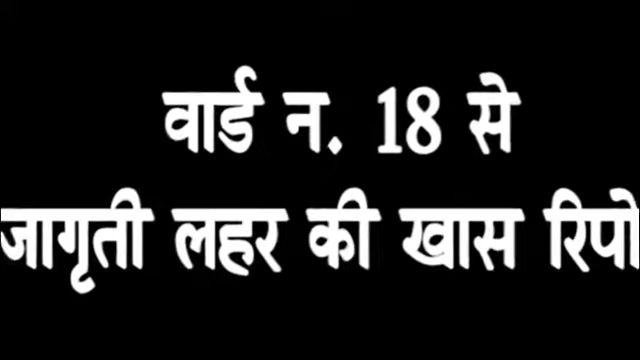 वार्ड न. 18 से
जागृती लहर की खास रिपो